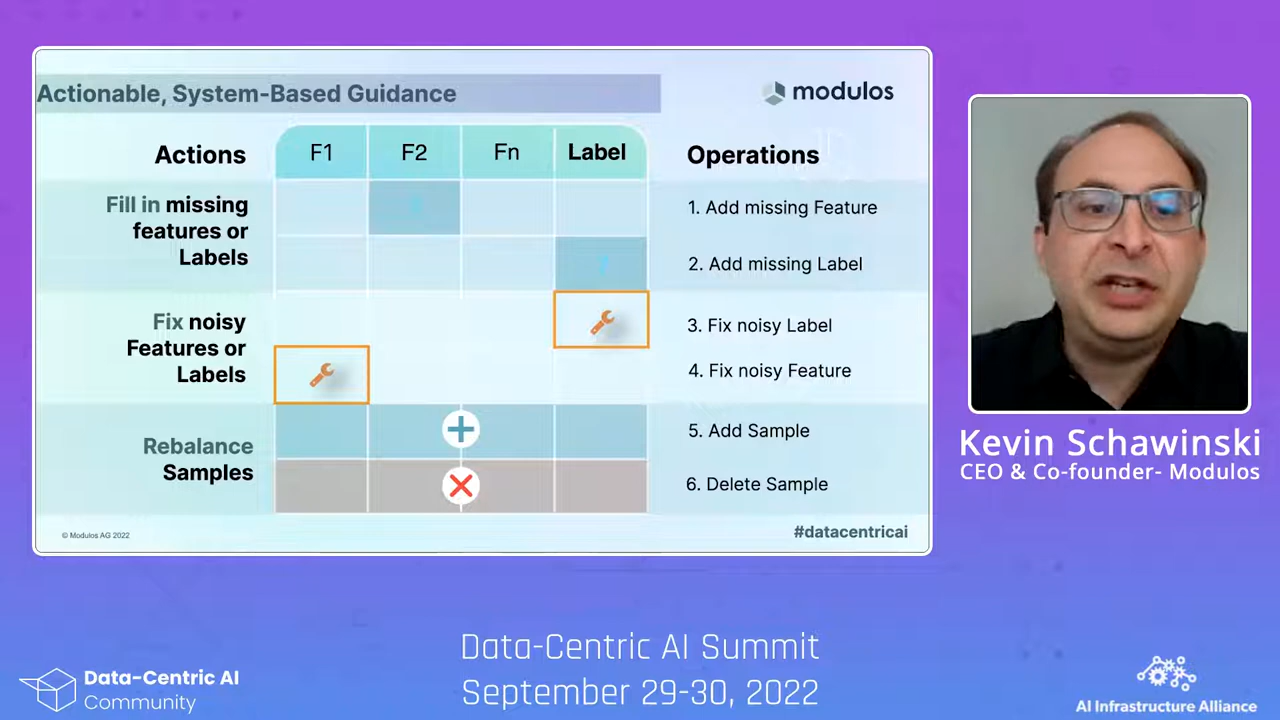 Actionable, System-Based Guidance
modulos
Actions
F1
F2
Fn
Label
Operations
Fill in missing
features or
Labels
1. Add missing Feature
2. Add missing Label
Fix noisy
Features or
Labels
3. Fix noisy Label
4. Fix noisy Feature
Rebalance
Samples
5. Add Sample
6. Delete Sample
© Modulos AG 2022
#datacentricai
Kevin Schawinski
CEO & Co-founder- Modulos
Data-Centric AI Summit
September 29-30, 2022
Data-Centric AI
Community
AI Infrastructure Alliance